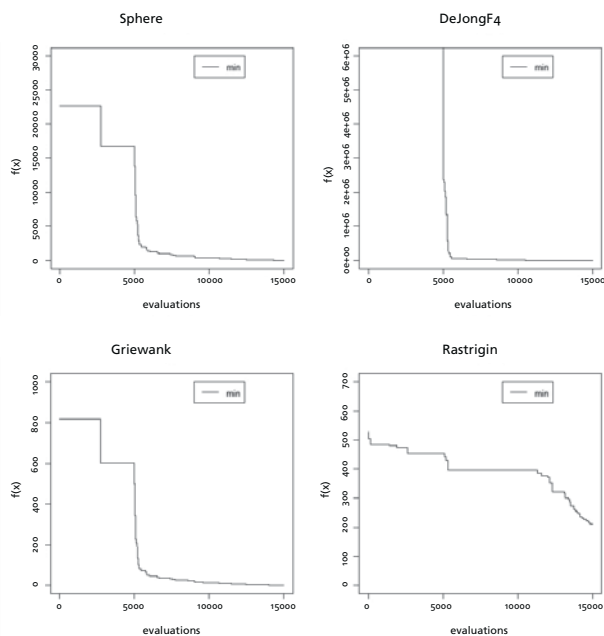 Sphere
f(x)
30000
25000
20000
15000
10000
5000
0
min
0 5000 10000 15000
evaluations
DeJongF4
f(x)
6e+06
5e+06
4e+06
3e+06
2e+06
1e+06
0e+00
min
0 5000 10000 15000
evaluations
Griewank
f(x)
1000
800
600
400
200
0
min
0 5000 10000 15000
evaluations
Rastrigin
f(x)
700
600
500
400
300
200
100
0
min
0 5000 10000 15000
evaluations